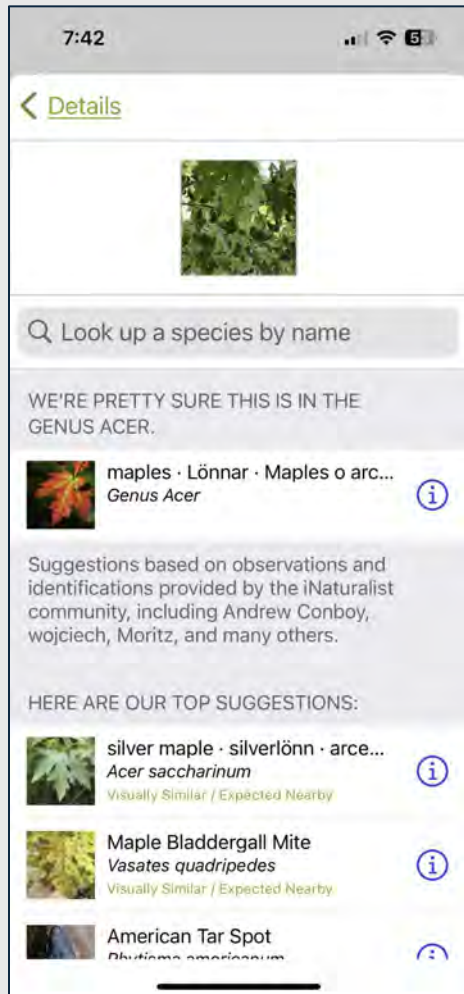 7:42
Details
Look up a species by name
WE'RE PRETTY SURE THIS IS IN THE
GENUS ACER.
maples · Lönnar · Maples o arc...
Genus Acer
Suggestions based on observations and
identifications provided by the iNaturalist
community, including Andrew Conboy,
wojciech, Moritz, and many others.
HERE ARE OUR TOP SUGGESTIONS:
silver maple · silverlönn · arce...
Acer saccharinum
Visually Similar / Expected Nearby
Maple Bladdergall Mite
Vasates quadripedes
Visually Similar / Expected Nearby
American Tar Spot